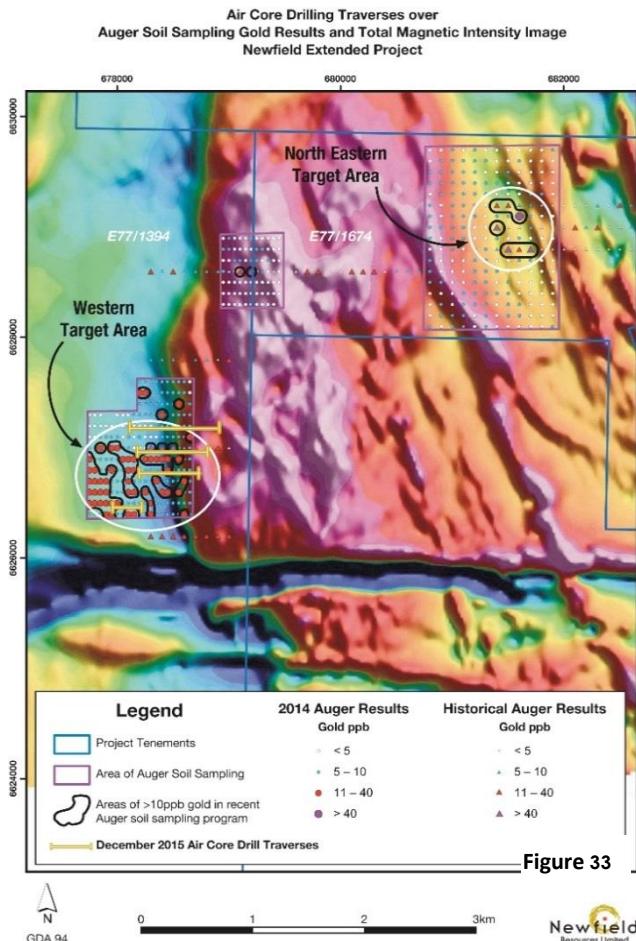 Air Core Drilling Traverses over
Auger Soil Sampling Gold Results and Total Magnetic Intensity Image
Newfield Extended Project
678000 680000 682000
6630000
6628000
6626000
6624000
North Eastern
Target Area
E77/1394
E77/1674
Western
Target Area
Legend
Project Tenements
Area of Auger Soil Sampling
Areas of >10ppb gold in recent
Auger soil sampling program
December 2015 Air Core Drill Traverses
2014 Auger Results
Gold ppb
< 5
5 – 10
11 – 40
> 40
Historical Auger Results
Gold ppb
< 5
5 – 10
11 – 40
> 40
Figure 33
N
GDA 94
0 1 2 3km
Newfield
Resources Limited